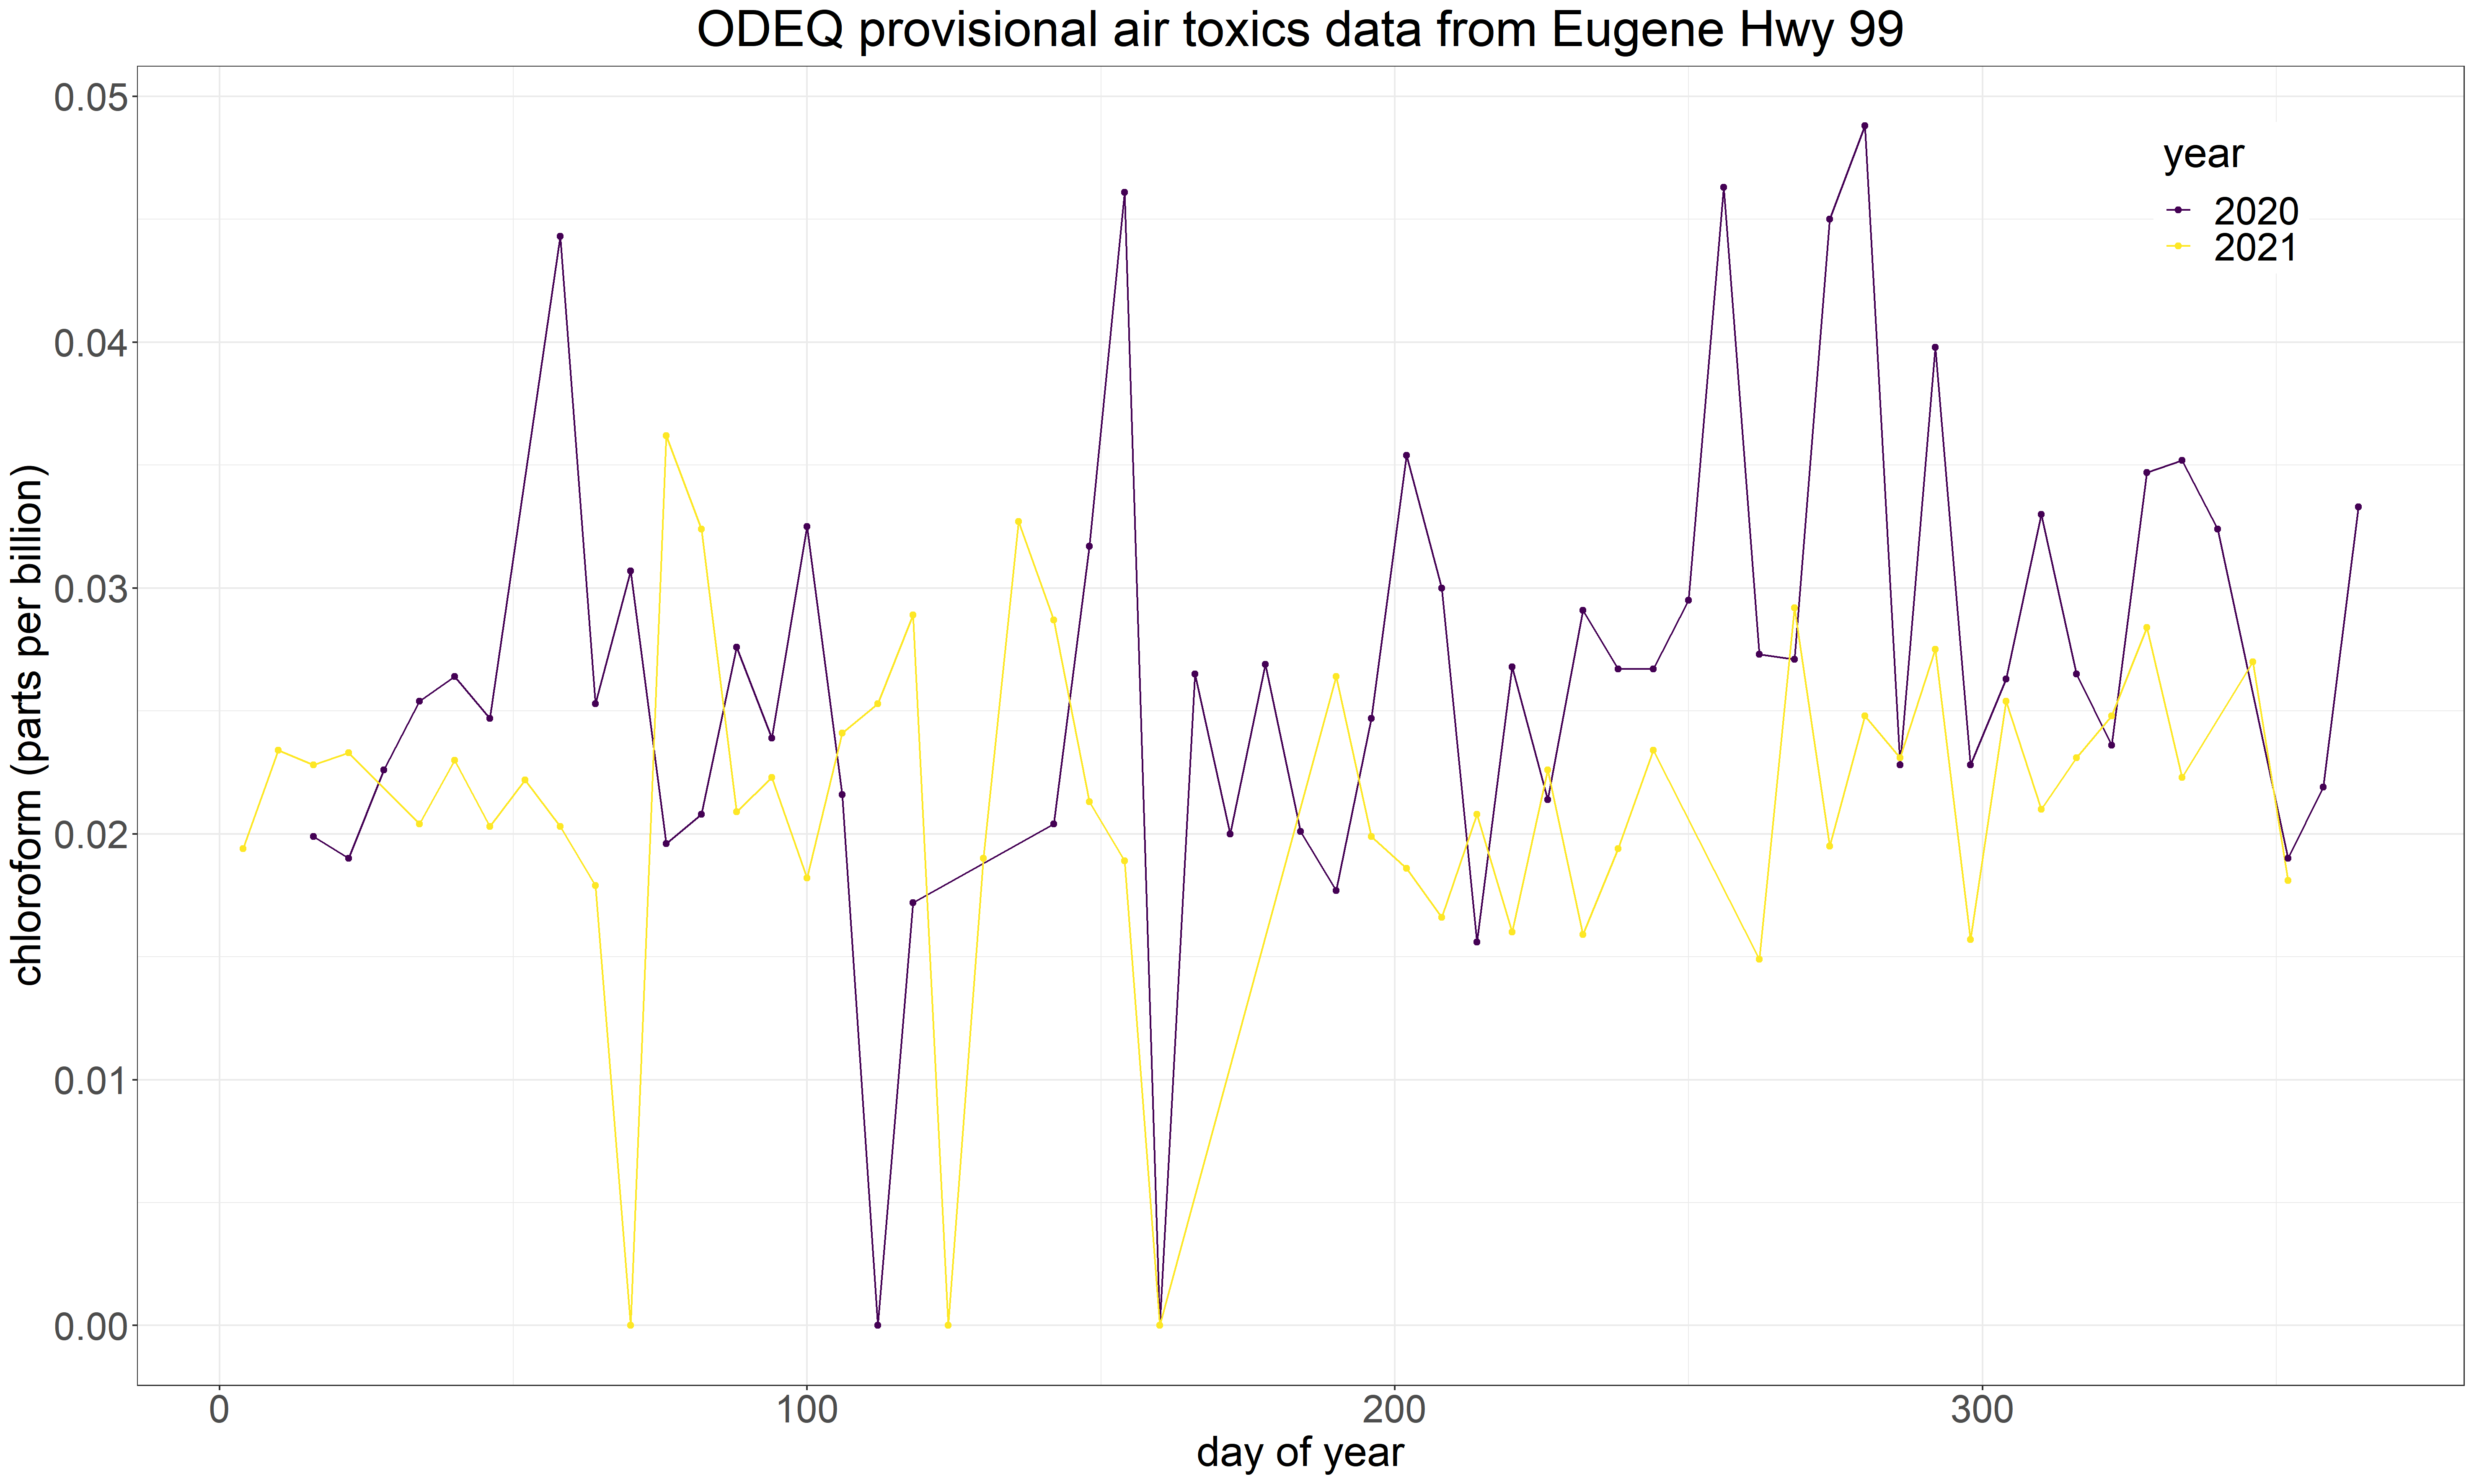 ODEQ provisional air toxics data from Eugene Hwy 99
chloroform (parts per billion)
0.05
0.04
0.03
0.02
0.01
0.00
year
2020
2021
0 100 200 300
day of year